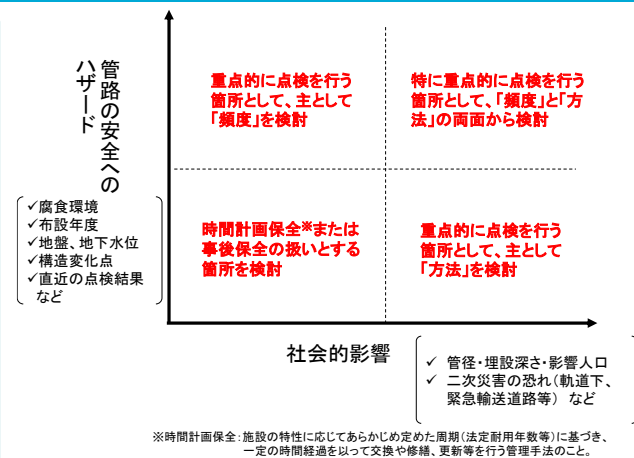 管路の安全への
ハザード
✓腐食環境
✓布設年度
✓地盤、地下水位
✓構造変化点
✓直近の点検結果
など
重点的に点検を行う
箇所として、主として
「頻度」を検討
特に重点的に点検を行う
箇所として、「頻度」と「方
法」の両面から検討
時間計画保全※または
事後保全の扱いとする
箇所を検討
重点的に点検を行う
箇所として、主として
「方法」を検討
社会的影響
✓ 管径・埋設深さ・影響人口
✓ 二次災害の恐れ(軌道下、
緊急輸送道路等) など
※時間計画保全:施設の特性に応じてあらかじめ定めた周期(法定耐用年数等)に基づき、
一定の時間経過を以って交換や修繕、更新等を行う管理手法のこと。